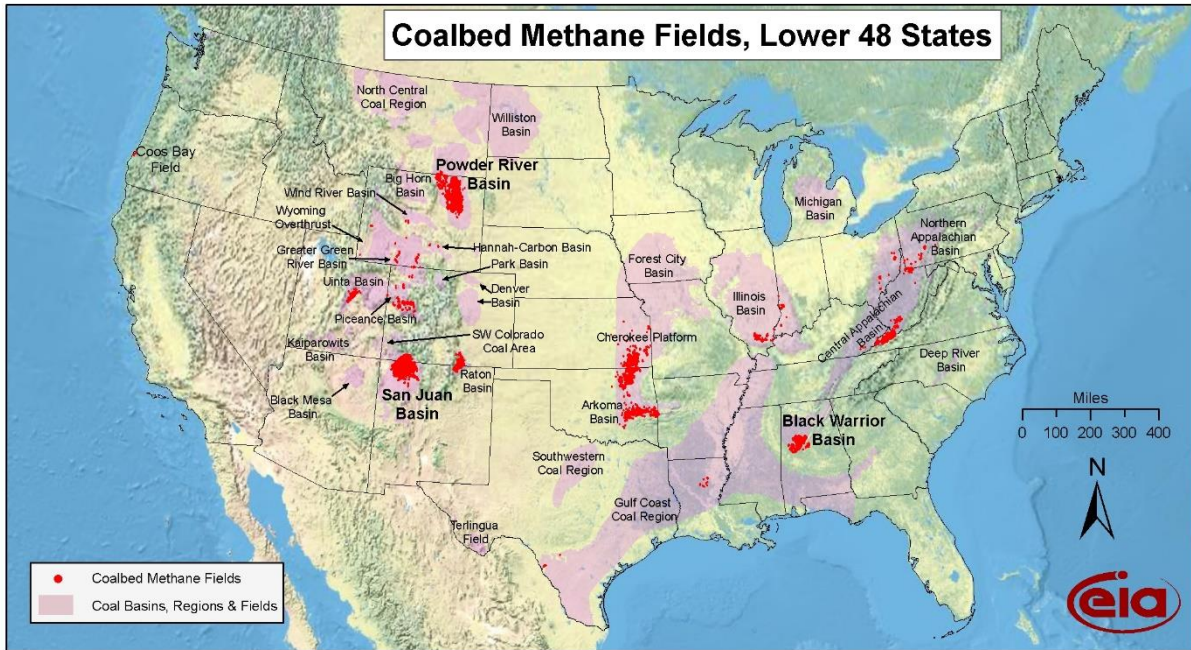 Coalbed Methane Fields, Lower 48 States
North Central
Coal Region
Williston
Basin
Coos Bay
Field
Powder River
Basin
Big Horn
Basin
Wind River Basin
Wyoming
Overthrust
Greater Green
River Basin
Hannah-Carbon Basin
Park Basin
Uinta Basin
Denver
Basin
Piceance Basin
SW Colorado
Coal Area
Kaiparowits
Basin
Black Mesa
Basin
San Juan
Basin
Raton
Basin
Michigan
Basin
Northern
Appalachian
Basin
Forest City
Basin
Illinois
Basin
Central Appalachian
Basin
Cherokee Platform
Deep River
Basin
Arkoma
Basin
Black Warrior
Basin
Southwestern
Coal Region
Gulf Coast
Coal Region
Terlingua
Field
Miles
0 100 200 300 400
N
Coalbed Methane Fields
Coal Basins, Regions & Fields
eia